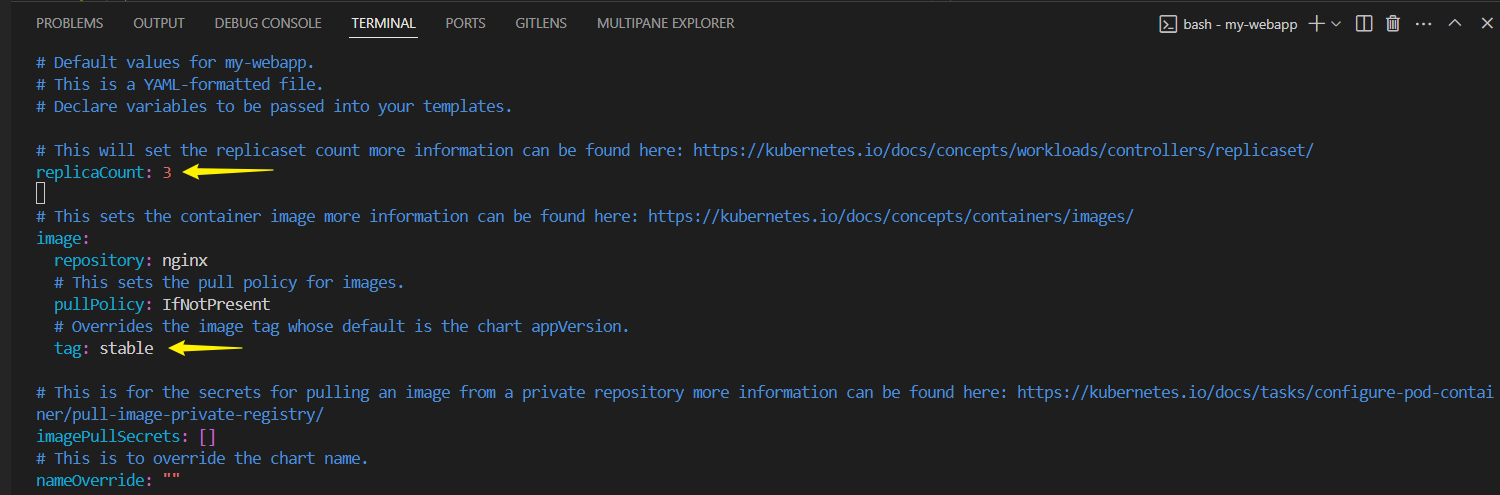 PROBLEMS OUTPUT DEBUG CONSOLE TERMINAL PORTS GITLENS MULTIPANE EXPLORER bash - my-webapp
# Default values for my-webapp.
# This is a YAML-formatted file.
# Declare variables to be passed into your templates.
# This will set the replicaset count more information can be found here: https://kubernetes.io/docs/concepts/workloads/controllers/replicaset/
replicaCount: 3
# This sets the container image more information can be found here: https://kubernetes.io/docs/concepts/containers/images/
image:
  repository: nginx
  # This sets the pull policy for images.
  pullPolicy: IfNotPresent
  # Overrides the image tag whose default is the chart appVersion.
  tag: stable
# This is for the secrets for pulling an image from a private repository more information can be found here: https://kubernetes.io/docs/tasks/configure-pod-contai
ner/pull-image-private-registry/
imagePullSecrets: []
# This is to override the chart name.
nameOverride: ""